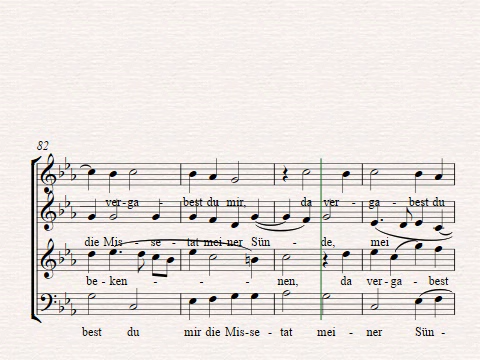 82
ver-ga - best du mir, da ver - ga - best du
die Mis - se - tat mei-ner Sün - de, mei
be - ken - - - nen, da ver-ga - best
best du mir die Mis-se - tat mei - ner Sün -